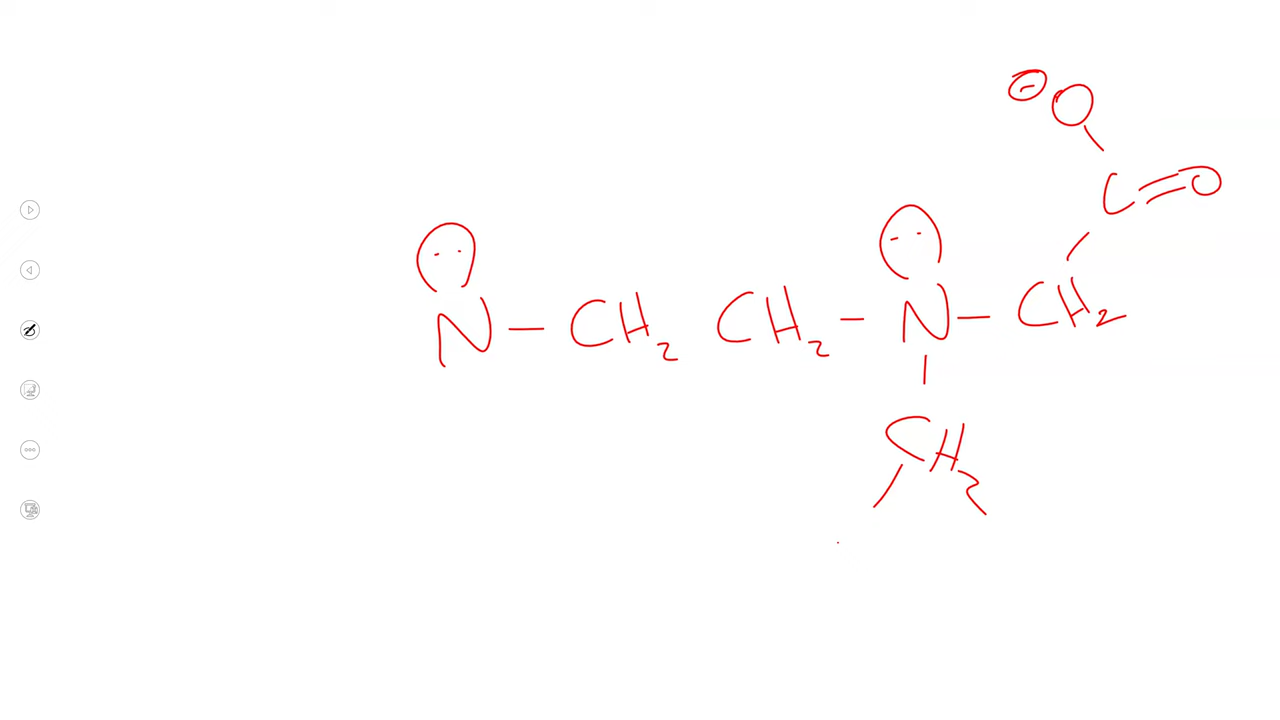 ⊖ O
C=O
N–CH₂ CH₂–N–CH₂
CH₂